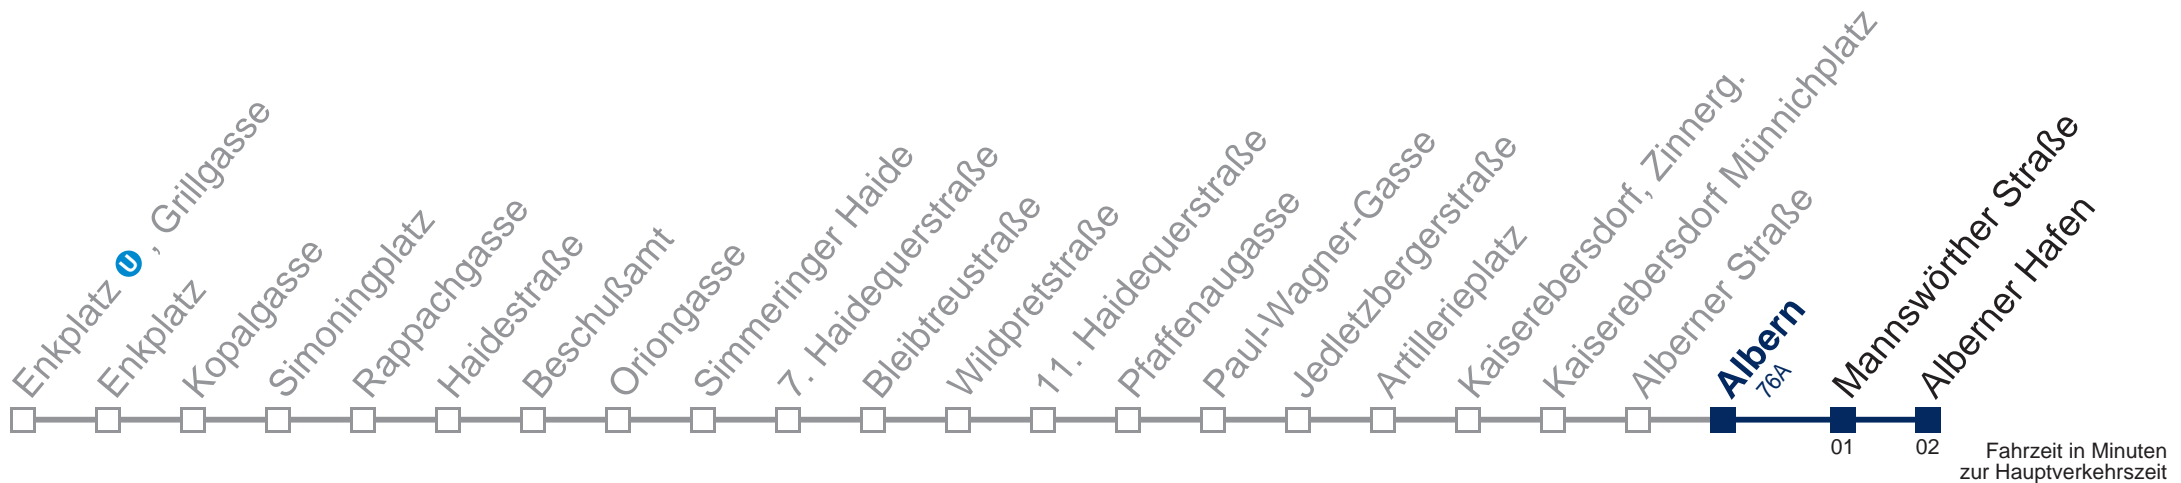 Enkplatz U , Grillgasse
Enkplatz
Kopalgasse
Simoningplatz
Rappachgasse
Haidestraße
Beschußamt
Oriongasse
Simmeringer Haide
7. Haidequerstraße
Bleibtreustraße
Wildpretstraße
11. Haidequerstraße
Pfaffenaugasse
Paul-Wagner-Gasse
Jedletzbergerstraße
Artillerieplatz
Kaiserebersdorf, Zinnerg.
Kaiserebersdorf Münnichplatz
Alberner Straße
Albern
76A
Mannswörther Straße
Alberner Hafen
01
02
Fahrzeit in Minuten
zur Hauptverkehrszeit